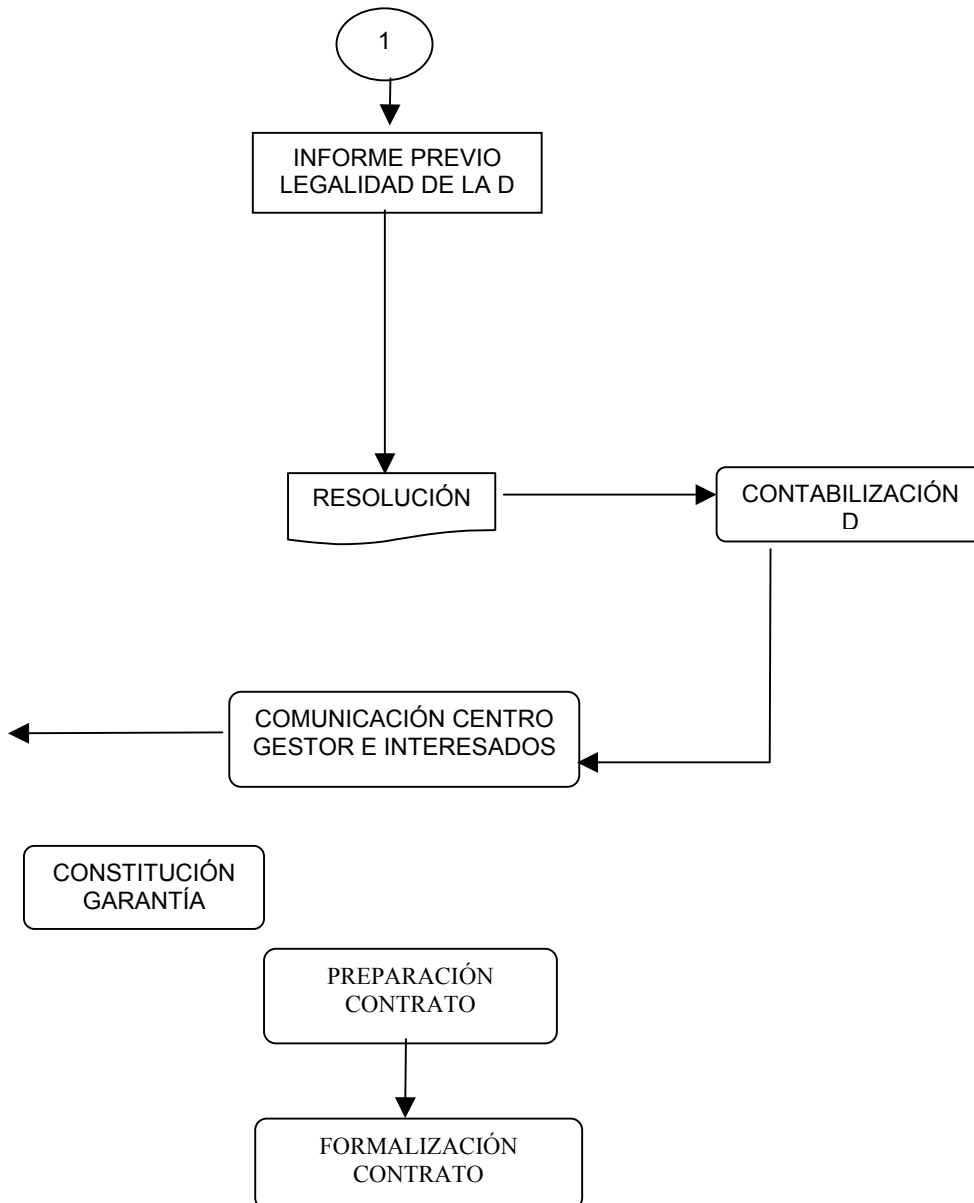 1
INFORME PREVIO
LEGALIDAD DE LA D
RESOLUCIÓN
CONTABILIZACIÓN
D
COMUNICACIÓN CENTRO
GESTOR E INTERESADOS
CONSTITUCIÓN
GARANTÍA
PREPARACIÓN
CONTRATO
FORMALIZACIÓN
CONTRATO